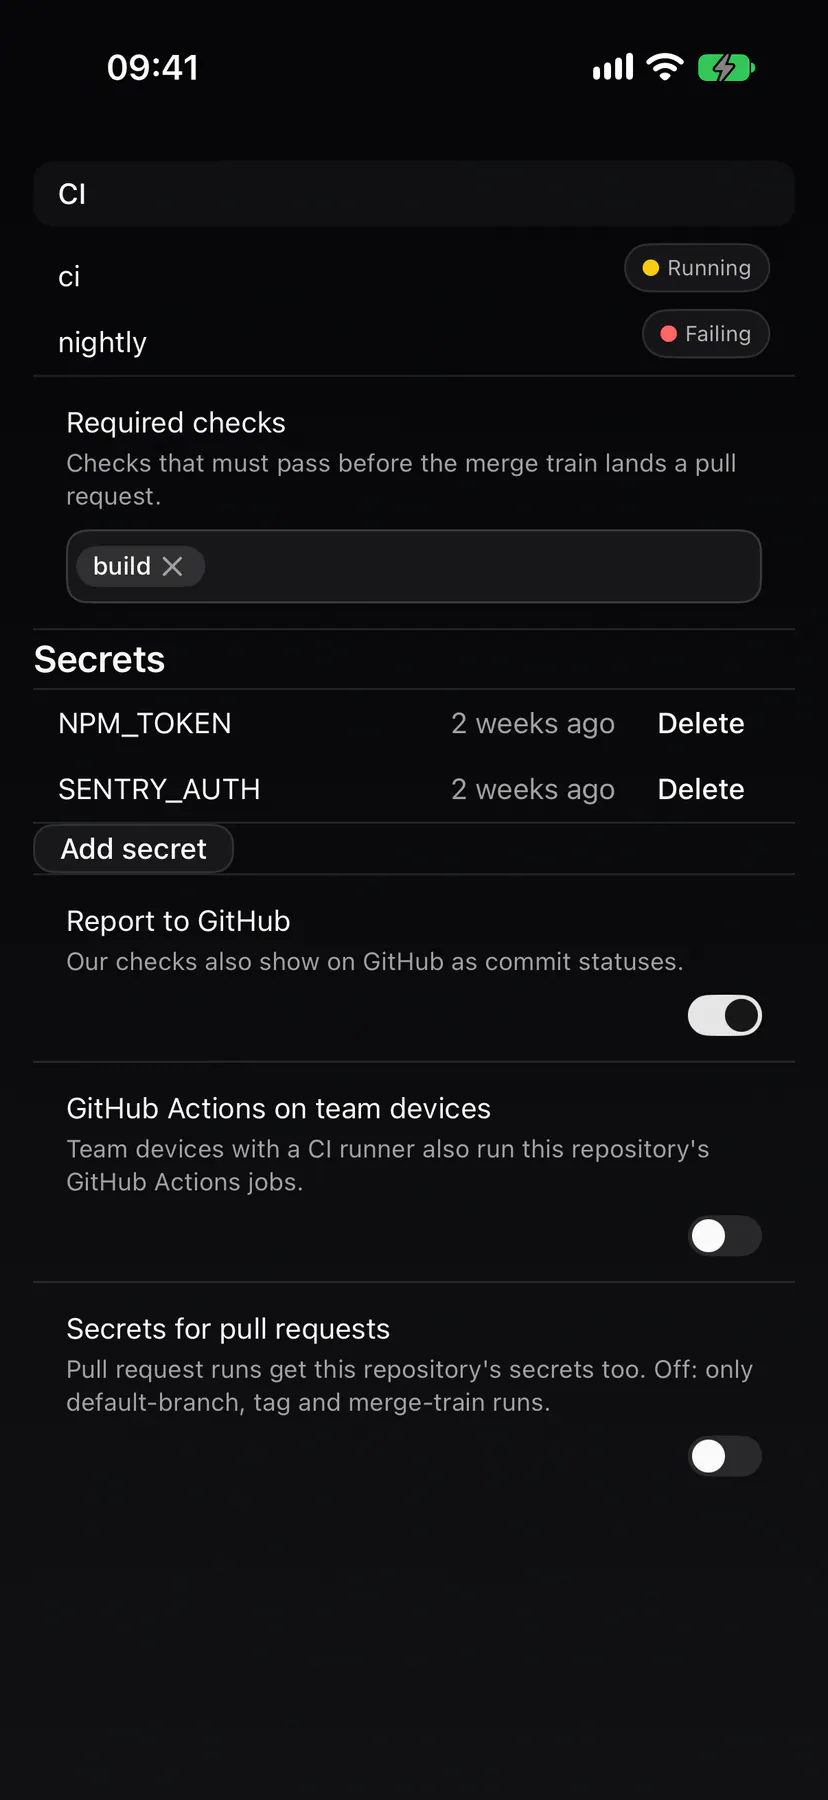 09:41
CI
ci
Running
nightly
Failing
Required checks
Checks that must pass before the merge train lands a pull
request.
build
Secrets
NPM_TOKEN 2 weeks ago Delete
SENTRY_AUTH 2 weeks ago Delete
Add secret
Report to GitHub
Our checks also show on GitHub as commit statuses.
GitHub Actions on team devices
Team devices with a CI runner also run this repository's
GitHub Actions jobs.
Secrets for pull requests
Pull request runs get this repository's secrets too. Off: only
default-branch, tag and merge-train runs.